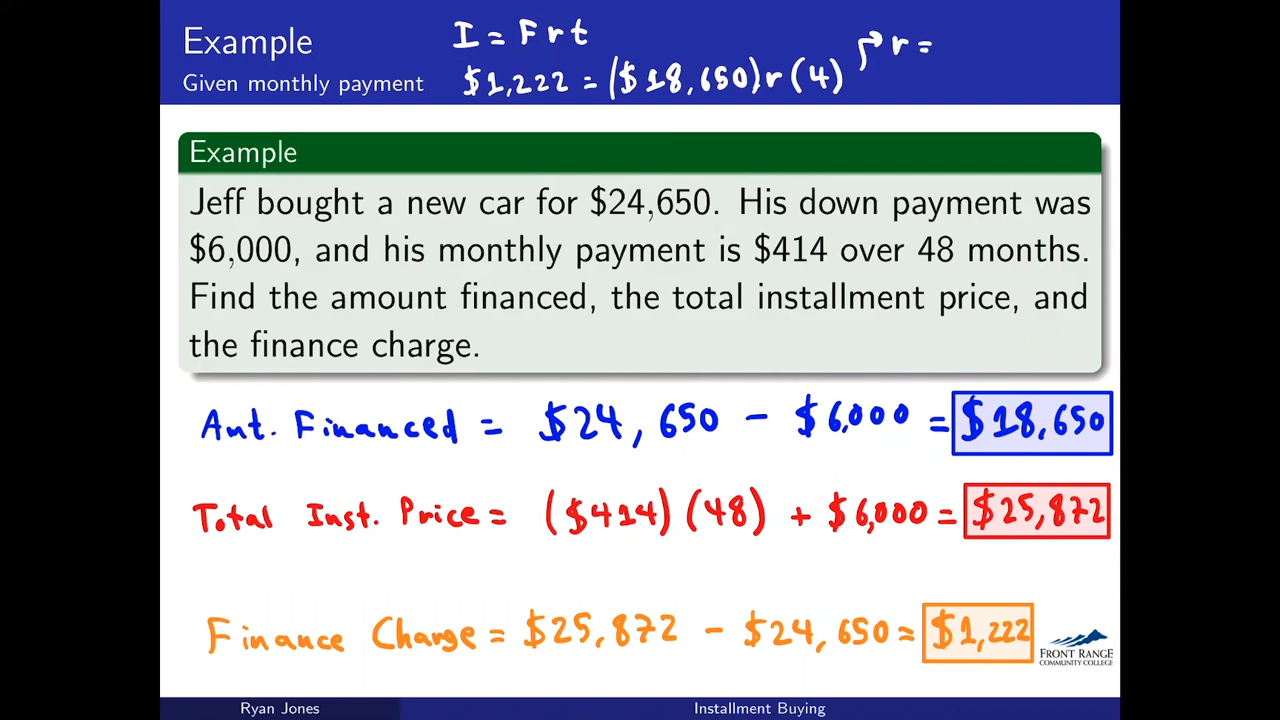 Example
Given monthly payment
I = Frt
$1,222 = ($18,650)r(4)
r =
Example
Jeff bought a new car for $24,650. His down payment was
$6,000, and his monthly payment is $414 over 48 months.
Find the amount financed, the total installment price, and
the finance charge.
Amt. Financed = $24,650 - $6,000 = $18,650
Total Inst. Price = ($414)(48) + $6,000 = $25,872
Finance Charge = $25,872 - $24,650 = $1,222
FRONT RANGE
COMMUNITY COLLEGE
Ryan Jones
Installment Buying